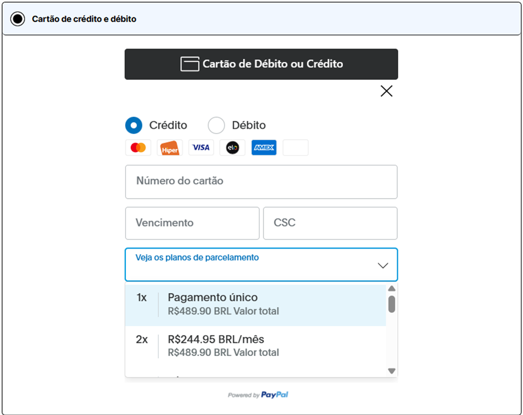 Cartão de crédito e débito
Cartão de Débito ou Crédito
Crédito
Débito
Hiper VISA elo AMEX
Número do cartão
Vencimento
CSC
Veja os planos de parcelamento
1x Pagamento único
R$489.90 BRL Valor total
2x R$244.95 BRL/mês
R$489.90 BRL Valor total
Powered by PayPal